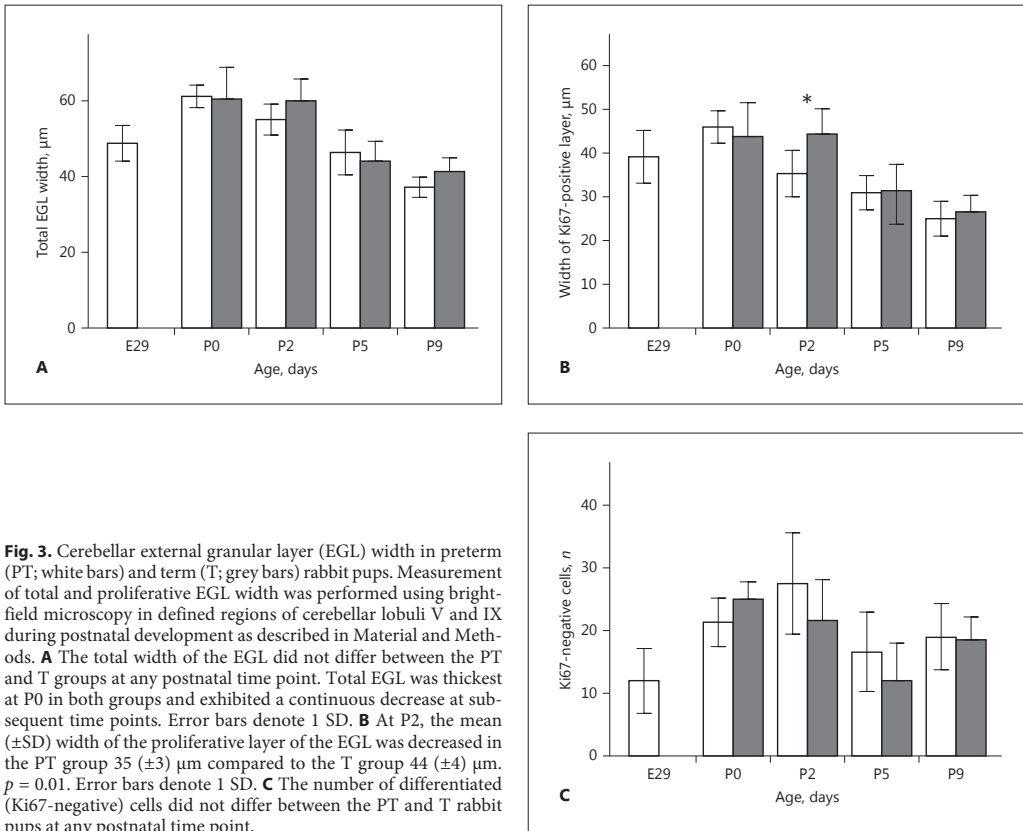 60
40
20
0
Total EGL width, μm
E29 P0 P2 P5 P9
Age, days
A
60
50
40
30
20
10
0
Width of Ki67-positive layer, μm
*
E29 P0 P2 P5 P9
Age, days
B
Fig. 3. Cerebellar external granular layer (EGL) width in preterm
(PT; white bars) and term (T; grey bars) rabbit pups. Measurement
of total and proliferative EGL width was performed using bright-
field microscopy in defined regions of cerebellar lobuli V and IX
during postnatal development as described in Material and Meth-
ods. A The total width of the EGL did not differ between the PT
and T groups at any postnatal time point. Total EGL was thickest
at P0 in both groups and exhibited a continuous decrease at sub-
sequent time points. Error bars denote 1 SD. B At P2, the mean
(±SD) width of the proliferative layer of the EGL was decreased in
the PT group 35 (±3) μm compared to the T group 44 (±4) μm.
p = 0.01. Error bars denote 1 SD. C The number of differentiated
(Ki67-negative) cells did not differ between the PT and T rabbit
pups at any postnatal time point.
40
30
20
10
0
Ki67-negative cells, n
E29 P0 P2 P5 P9
Age, days
C